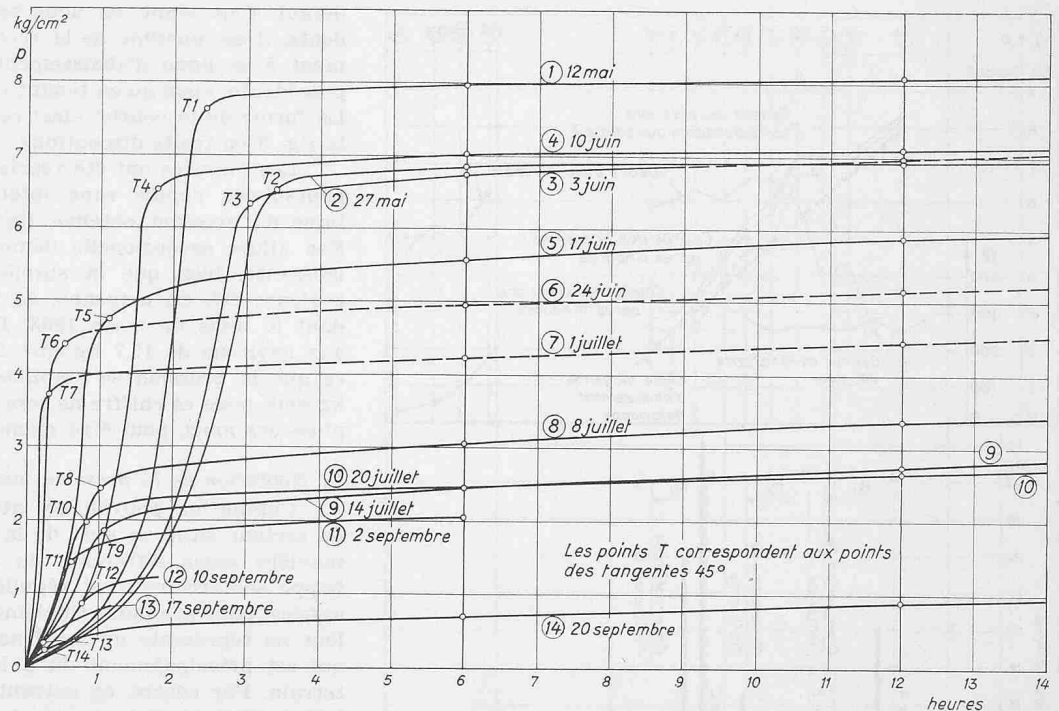 kg/cm²
p
8
7
6
5
4
3
2
1
0
1
2
3
4
5
6
7
8
9
10
11
12
13
14
heures
T1
T2
T3
T4
T5
T6
T7
T8
T9
T10
T11
T12
T13
T14
① 12 mai
④ 10 juin
③ 3 juin
② 27 mai
⑤ 17 juin
⑥ 24 juin
⑦ 1 juillet
⑧ 8 juillet
⑨
⑩
⑩ 20 juillet
⑨ 14 juillet
⑪ 2 septembre
⑫ 10 septembre
⑬ 17 septembre
⑭ 20 septembre
Les points T correspondent aux points
des tangentes 45°